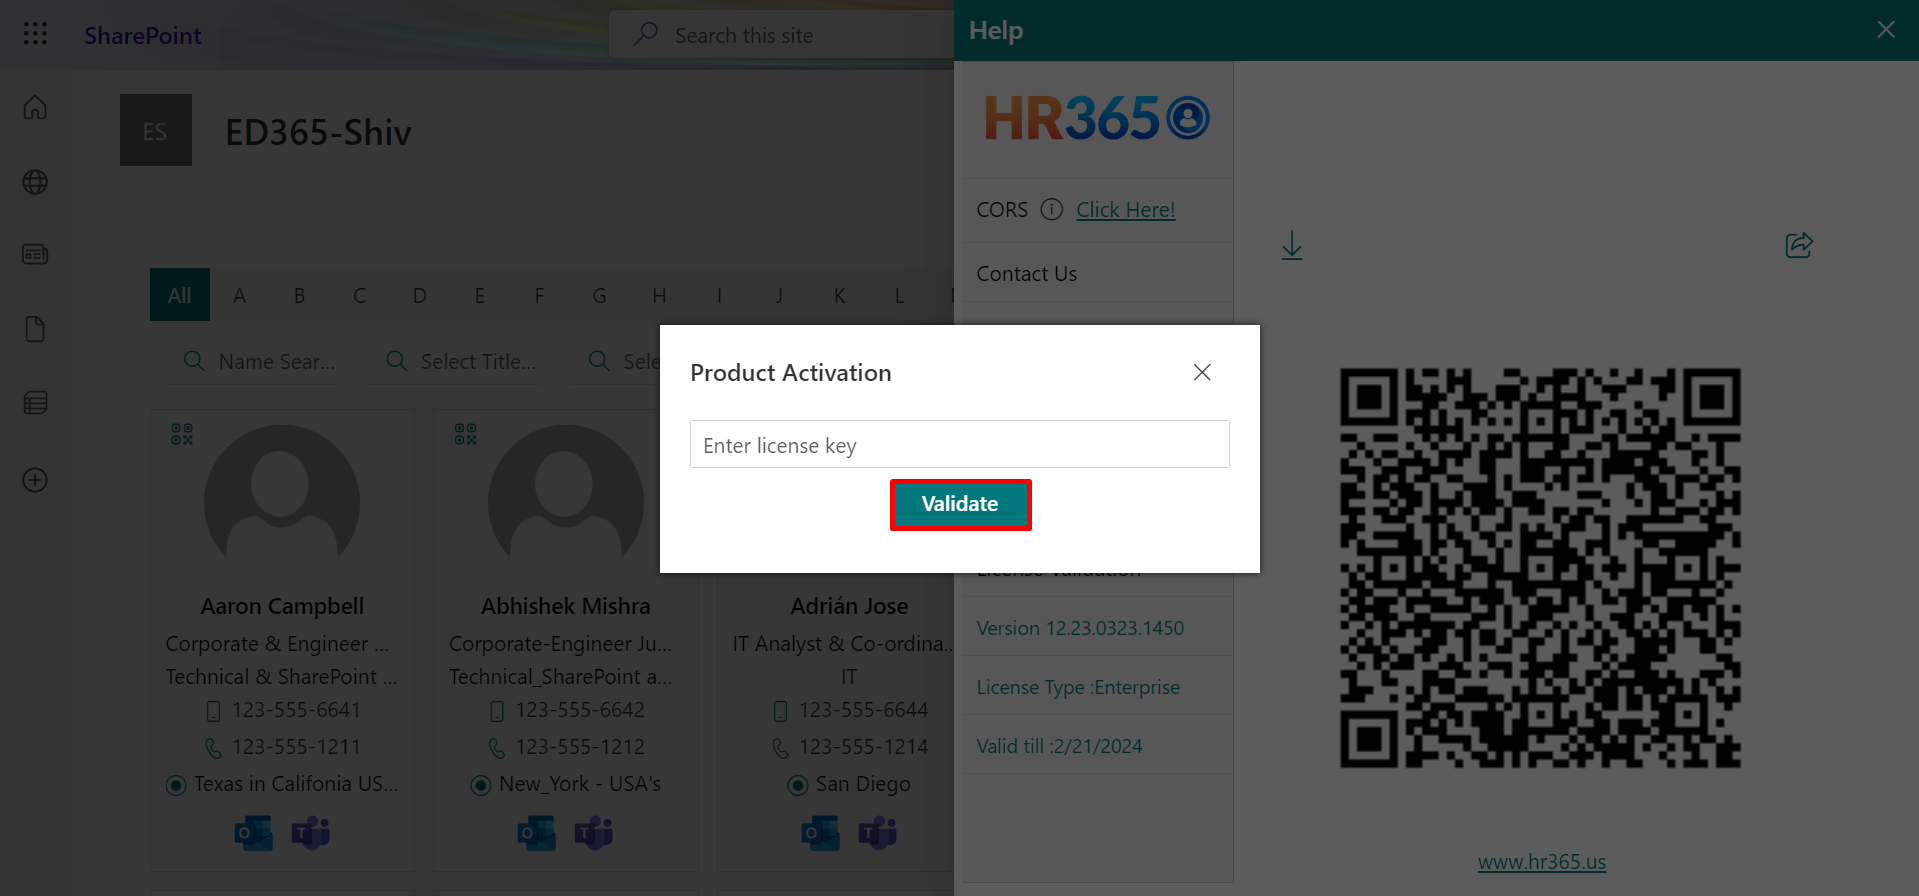 SharePoint
Search this site
Help
ES
ED365-Shiv
HR365
CORS Click Here!
Contact Us
All A B C D E F G H I J K L
Name Sear...
Select Title...
Sele
Product Activation
Enter license key
Validate
License Validation
Version 12.23.0323.1450
License Type :Enterprise
Valid till :2/21/2024
Aaron Campbell
Corporate & Engineer ...
Technical & SharePoint ...
123-555-6641
123-555-1211
Texas in Califonia US...
Abhishek Mishra
Corporate-Engineer Ju...
Technical_SharePoint a...
123-555-6642
123-555-1212
New_York - USA's
Adrián Jose
IT Analyst & Co-ordina...
IT
123-555-6644
123-555-1214
San Diego
www.hr365.us